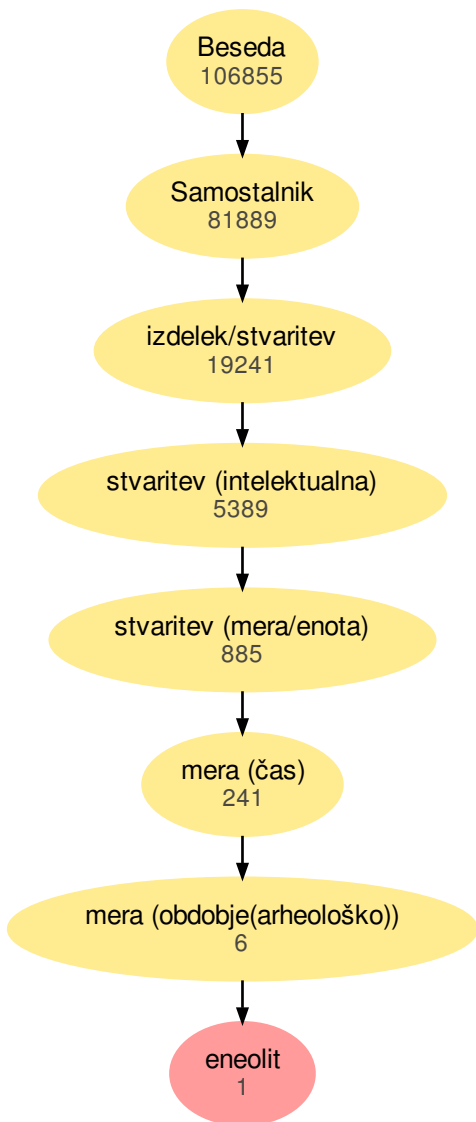 Beseda
106855
Samostalnik
81889
izdelek/stvaritev
19241
stvaritev (intelektualna)
5389
stvaritev (mera/enota)
885
mera (čas)
241
mera (obdobje(arheološko))
6
eneolit
1